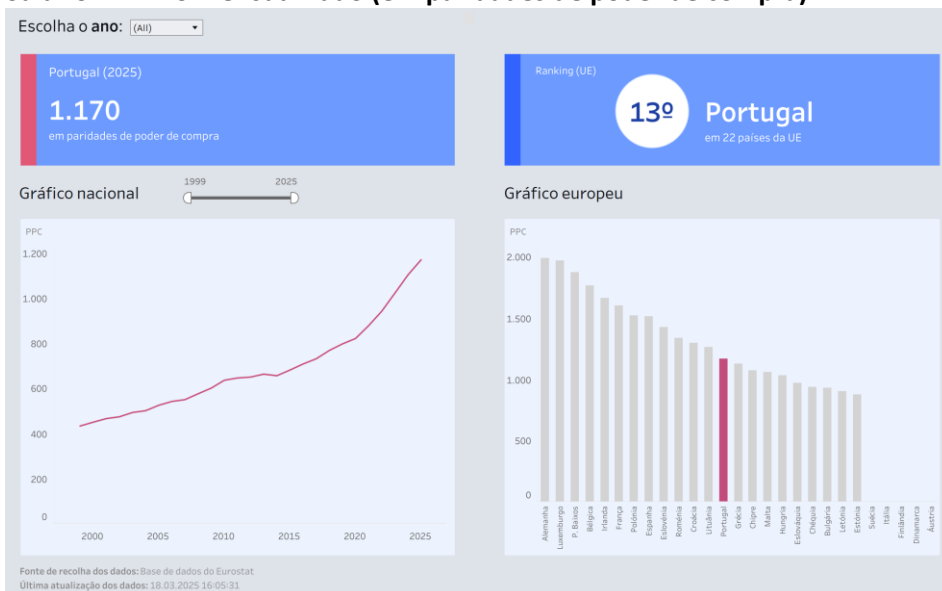 Escolha o ano: (All)
Portugal (2025)
1.170
em paridades de poder de compra
Ranking (UE)
13º
Portugal
em 22 países da UE
Gráfico nacional
1999
2025
Gráfico europeu
PPC
1.200
1.000
800
600
400
200
0
2000
2005
2010
2015
2020
2025
PPC
2.000
1.500
1.000
500
0
Alemanha
Luxemburgo
P. Baixos
Bélgica
Irlanda
França
Polónia
Espanha
Eslovénia
Roménia
Croácia
Lituânia
Portugal
Grécia
Chipre
Malta
Hungria
Eslováquia
Chéquia
Bulgária
Letónia
Estónia
Suécia
Itália
Finlândia
Dinamarca
Áustria
Fonte de recolha dos dados: Base de dados do Eurostat
Última atualização dos dados: 18.03.2025 16:05:31